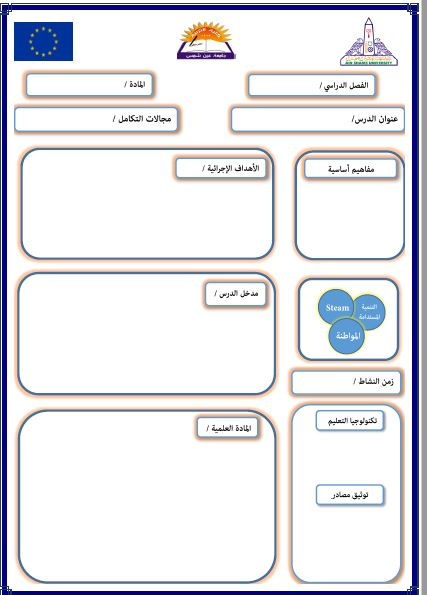 جامعة عين شمس
AIN SHAMS UNIVERSITY
الفصل الدراسي /
المادة /
عنوان الدرس/
مجالات التكامل /
مفاهيم أساسية
الأهداف الإجرائية /
مدخل الدرس /
Steam
التنمية
المستدامة
المواطنة
زمن النشاط /
تكنولوجيا التعليم
المادة العلمية /
توثيق مصادر